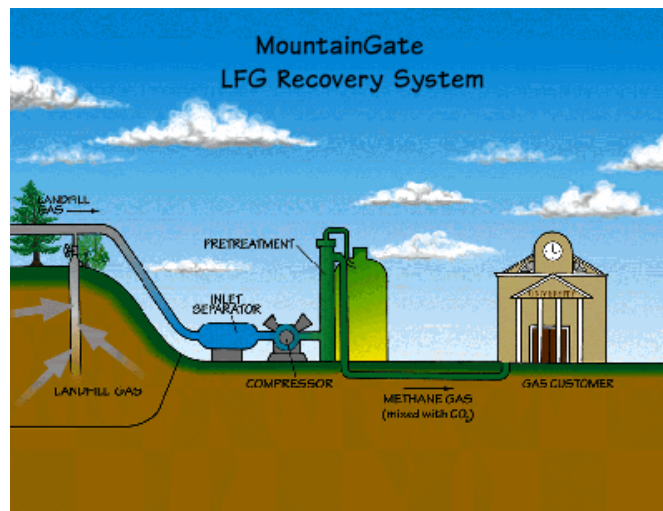 MountainGate
LFG Recovery System
LANDFILL
GAS
PRETREATMENT
INLET
SEPARATOR
UNIVERSITY
LANDFILL GAS
COMPRESSOR
METHANE GAS
(mixed with CO₂)
GAS CUSTOMER